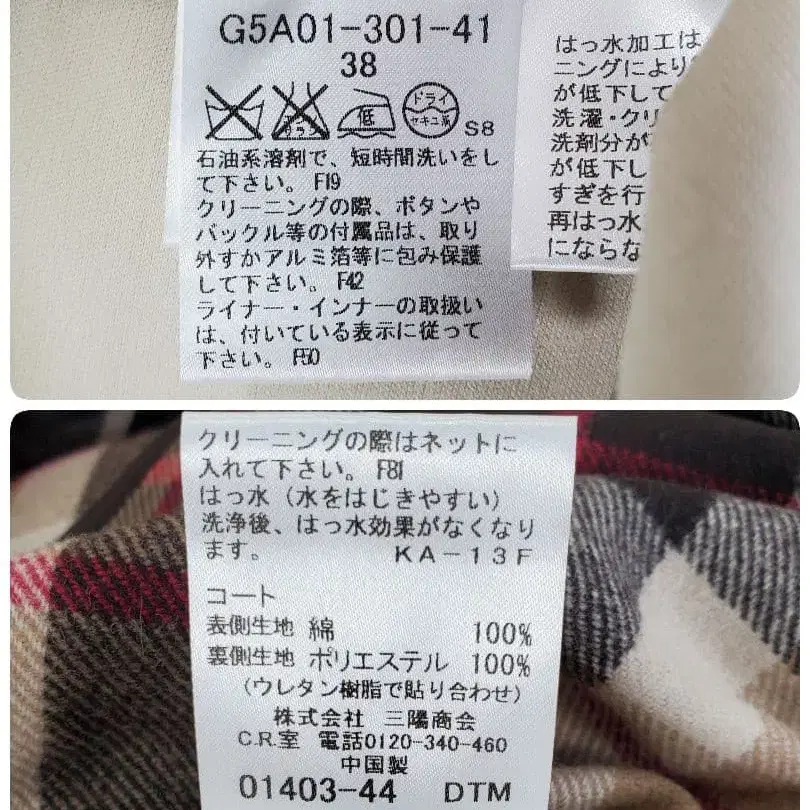 G5A01-301-41
38
低
ドライ
セキユ系
S8
石油系溶剤で、短時間洗いをし
て下さい。 F19
クリーニングの際、ボタンや
バックル等の付属品は、取り
外すかアルミ箔等に包み保護
して下さい。 F42
ライナー・インナーの取扱い
は、付いている表示に従って
下さい。 F50
はっ水加工は
ニングにより
が低下して
洗濯・クリ
洗剤分が
が低下し
すぎを行
再はっ水
にならな
クリーニングの際はネットに
入れて下さい。 F81
はっ水（水をはじきやすい）
洗浄後、はっ水効果がなくなり
ます。 KA-13F
コート
表側生地 綿 100%
裏側生地 ポリエステル 100%
（ウレタン樹脂で貼り合わせ）
株式会社 三陽商会
C.R.室 電話0120-340-460
中国製
01403-44 DTM